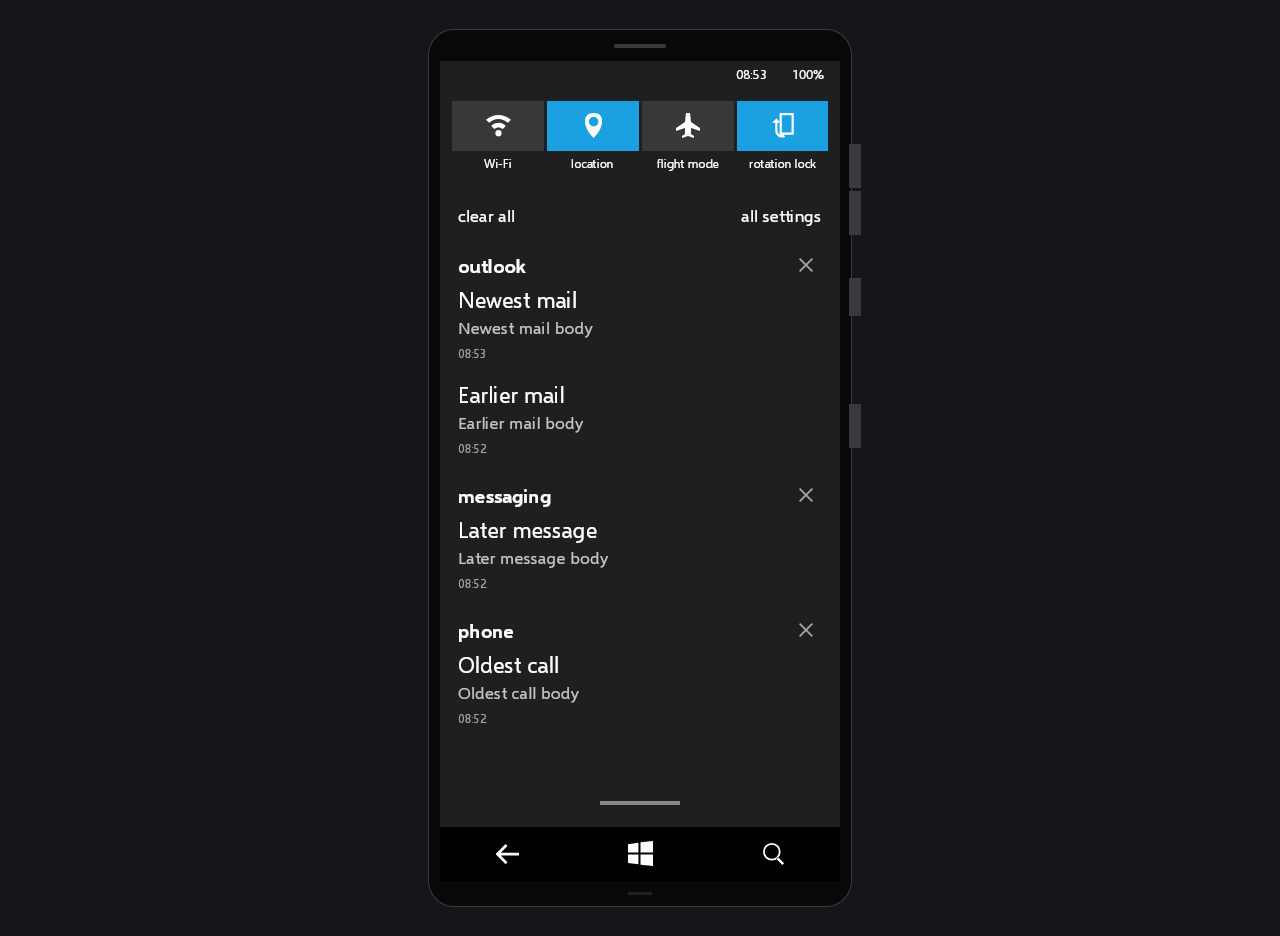 08:53 100%
Wi-Fi location flight mode rotation lock
clear all all settings
outlook
Newest mail
Newest mail body
08:53
Earlier mail
Earlier mail body
08:52
messaging
Later message
Later message body
08:52
phone
Oldest call
Oldest call body
08:52